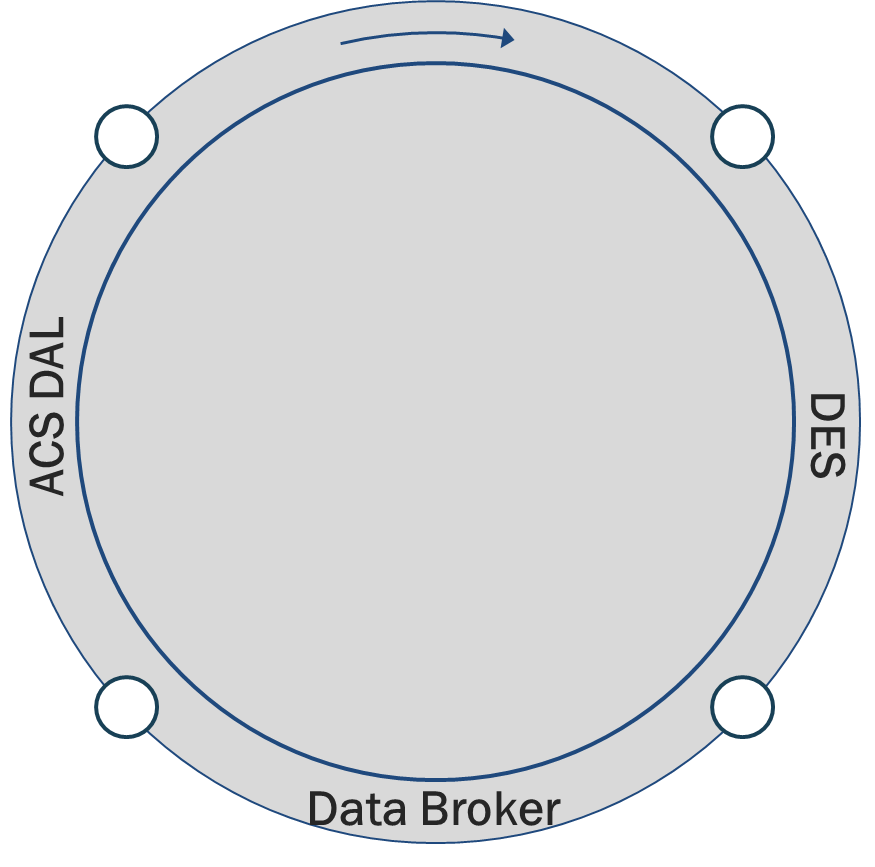 ACS DAL
DES
Data Broker